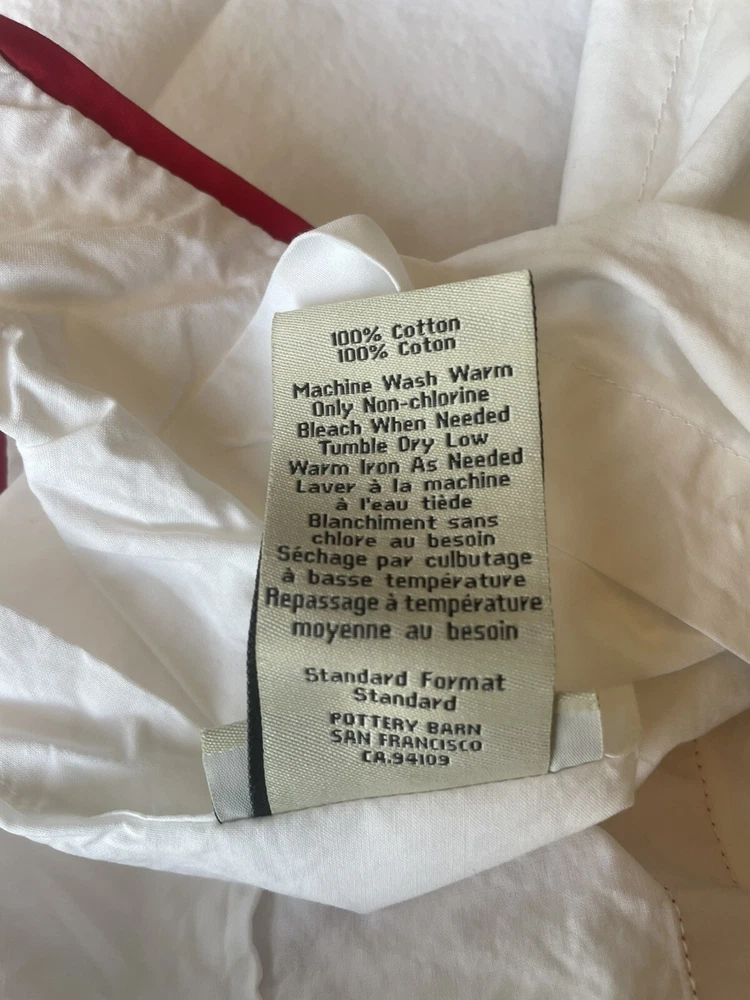 100% Cotton
100% Coton
Machine Wash Warm
Only Non-chlorine
Bleach When Needed
Tumble Dry Low
Warm Iron As Needed
Laver à la machine
à l'eau tiède
Blanchiment sans
chlore au besoin
Séchage par culbutage
à basse température
Repassage à température
moyenne au besoin
Standard Format
Standard
POTTERY BARN
SAN FRANCISCO
CA.94109